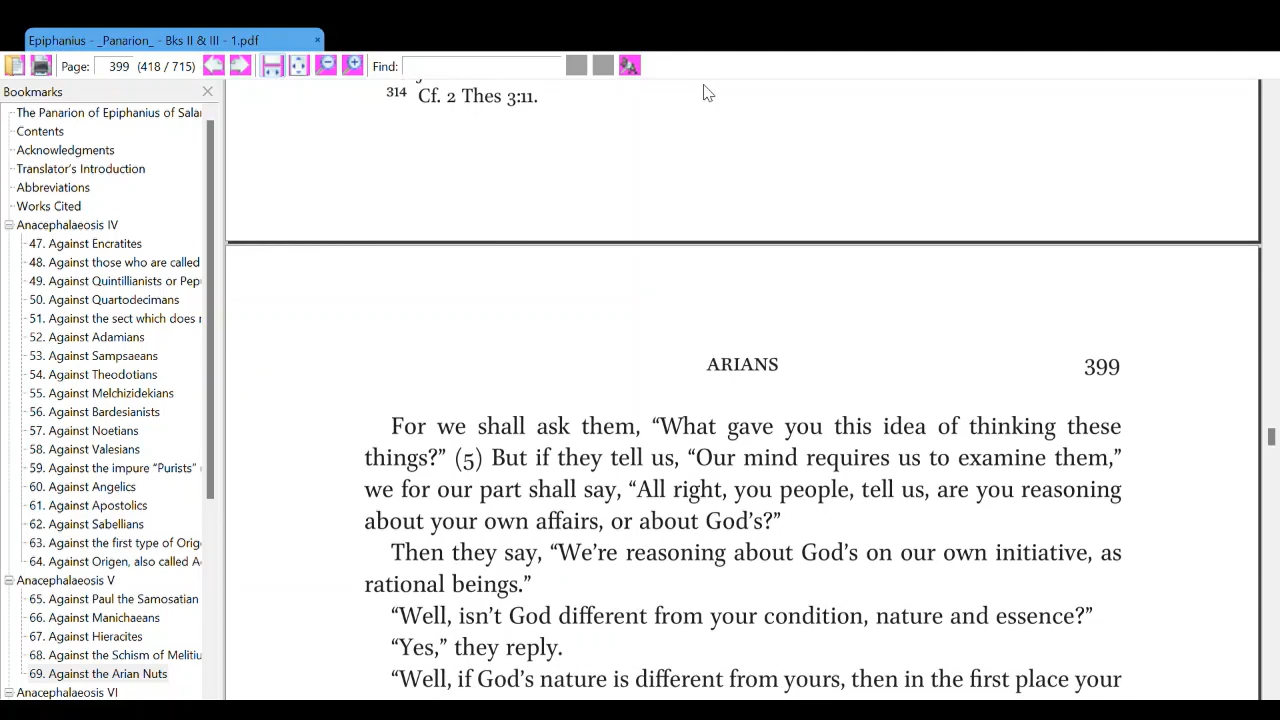 Epiphanius - _Panarion_ - Bks II & III - 1.pdf
Page: 399 (418 / 715) Find:
Bookmarks
The Panarion of Epiphanius of Salar
Contents
Acknowledgments
Translator's Introduction
Abbreviations
Works Cited
Anacephalaeosis IV
47. Against Encratites
48. Against those who are called
49. Against Quintillianists or Pep
50. Against Quartodecimans
51. Against the sect which does r
52. Against Adamians
53. Against Sampsaeans
54. Against Theodotians
55. Against Melchizidekians
56. Against Bardesianists
57. Against Noetians
58. Against Valesians
59. Against the impure "Purists" (
60. Against Angelics
61. Against Apostolics
62. Against Sabellians
63. Against the first type of Orig
64. Against Origen, also called A
Anacephalaeosis V
65. Against Paul the Samosatian
66. Against Manichaeans
67. Against Hieracites
68. Against the Schism of Melitiu
69. Against the Arian Nuts
Anacephalaeosis VI
314 Cf. 2 Thes 3:11.
ARIANS 399
For we shall ask them, “What gave you this idea of thinking these
things?” (5) But if they tell us, “Our mind requires us to examine them,”
we for our part shall say, “All right, you people, tell us, are you reasoning
about your own affairs, or about God’s?”
Then they say, “We’re reasoning about God’s on our own initiative, as
rational beings.”
“Well, isn’t God different from your condition, nature and essence?”
“Yes,” they reply.
“Well, if God’s nature is different from yours, then in the first place your